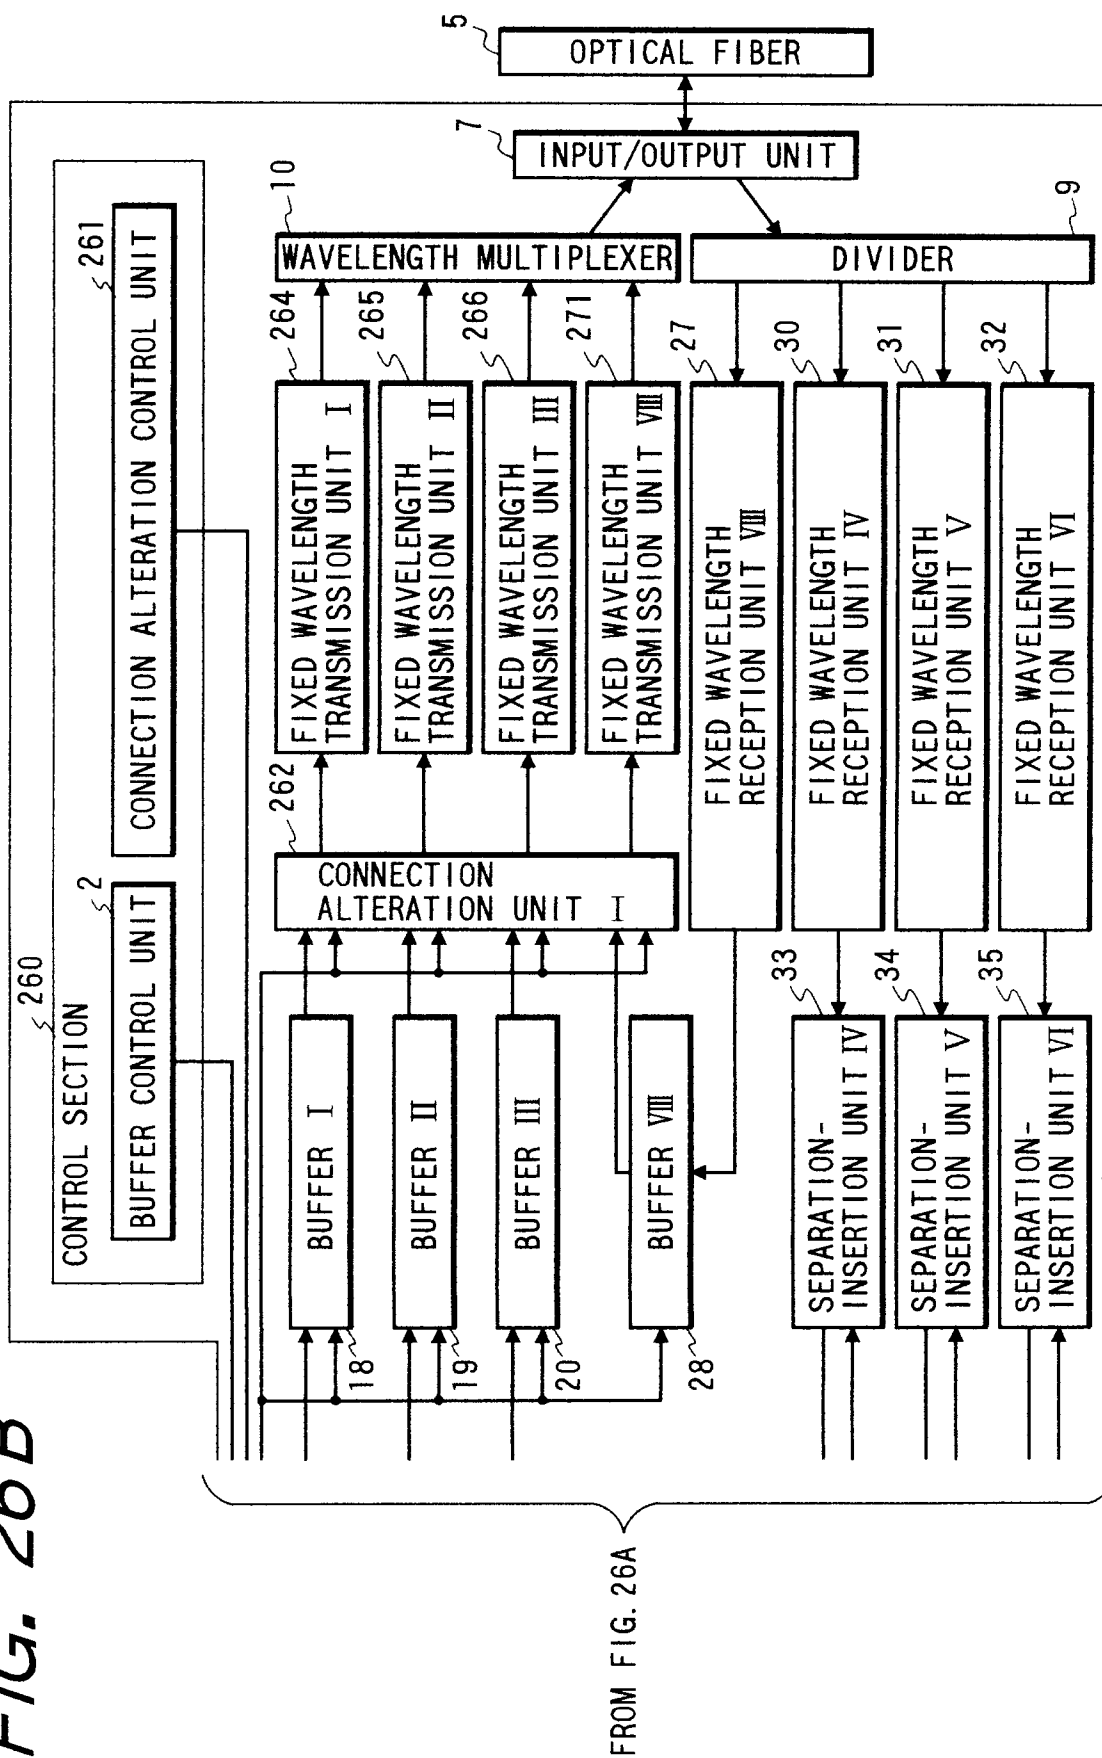 FIG. 26B
FROM FIG. 26A
260
CONTROL SECTION
BUFFER CONTROL UNIT
2
CONNECTION ALTERATION CONTROL UNIT
261
BUFFER I
18
BUFFER II
19
BUFFER III
20
BUFFER VIII
28
CONNECTION
ALTERATION UNIT I
262
FIXED WAVELENGTH
TRANSMISSION UNIT I
264
FIXED WAVELENGTH
TRANSMISSION UNIT II
265
FIXED WAVELENGTH
TRANSMISSION UNIT III
266
FIXED WAVELENGTH
TRANSMISSION UNIT VIII
271
WAVELENGTH MULTIPLEXER
10
INPUT/OUTPUT UNIT
7
OPTICAL FIBER
5
DIVIDER
9
FIXED WAVELENGTH
RECEPTION UNIT VIII
27
FIXED WAVELENGTH
RECEPTION UNIT IV
30
FIXED WAVELENGTH
RECEPTION UNIT V
31
FIXED WAVELENGTH
RECEPTION UNIT VI
32
SEPARATION-
INSERTION UNIT IV
33
SEPARATION-
INSERTION UNIT V
34
SEPARATION-
INSERTION UNIT VI
35